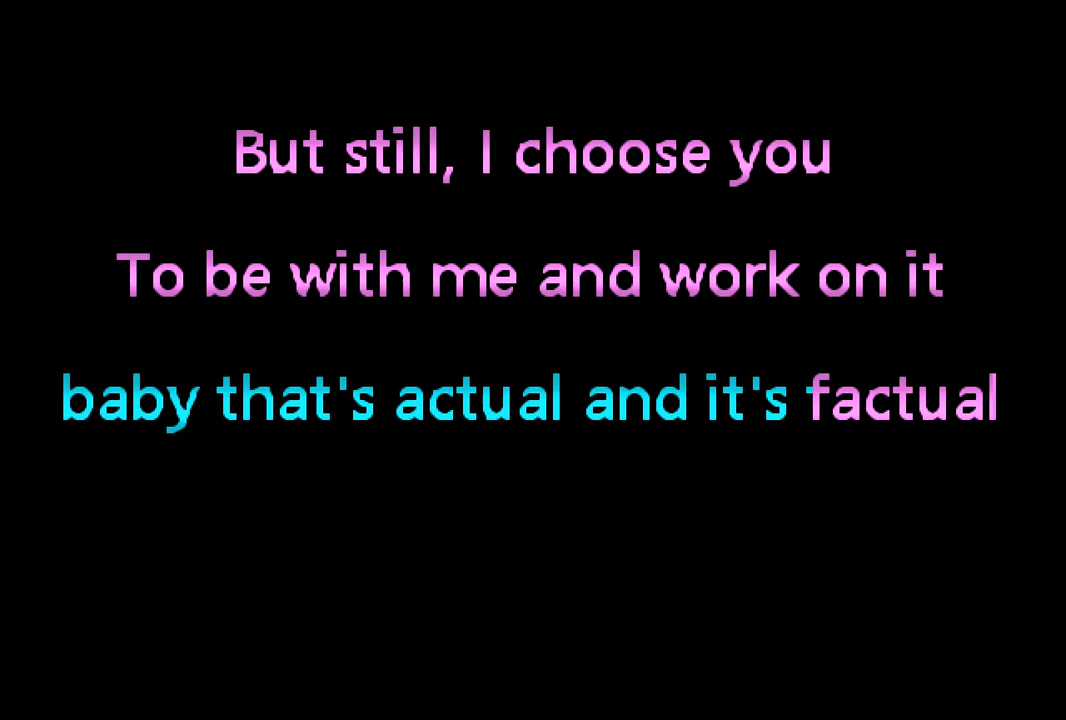 But still, I choose you
To be with me and work on it
baby that's actual and it's factual